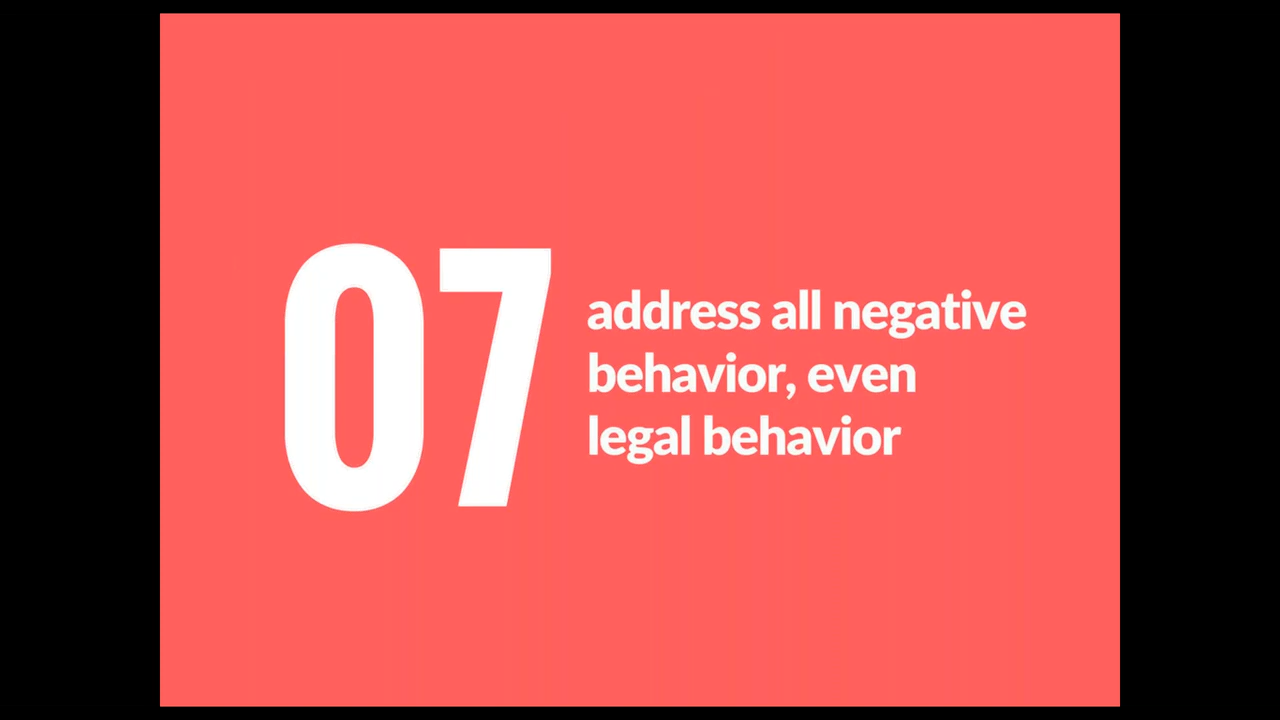 07
address all negative
behavior, even
legal behavior